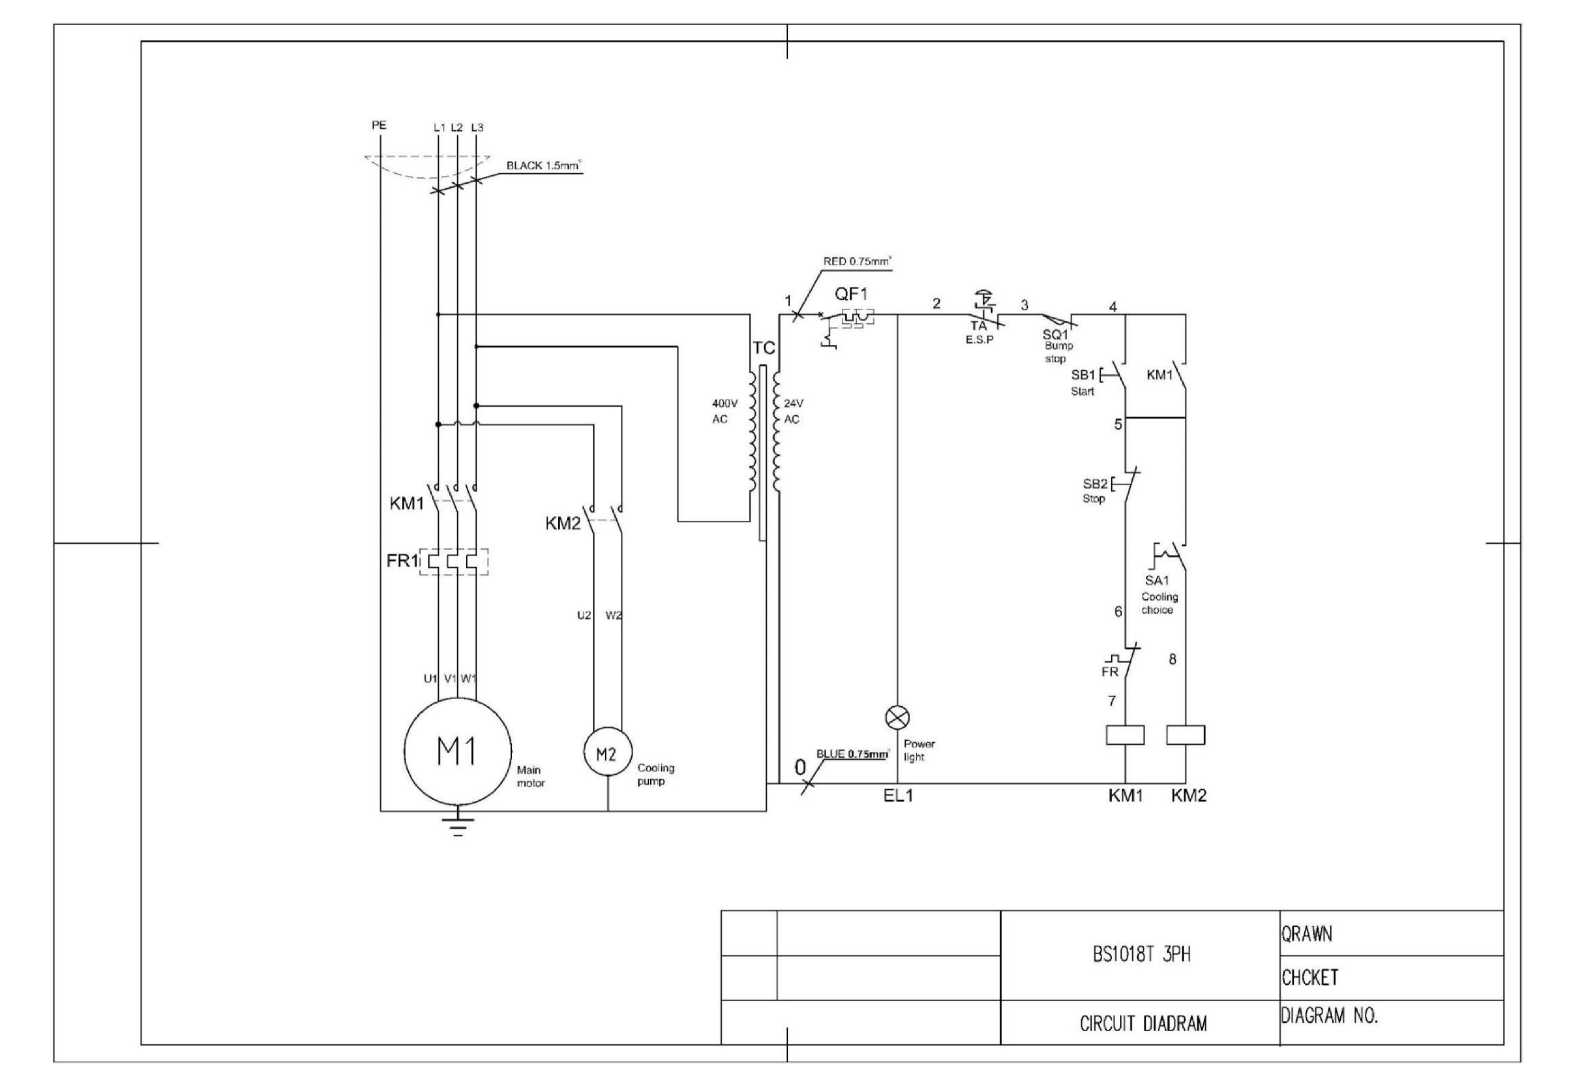 PE
L1 L2 L3
BLACK 1.5mm²
RED 0.75mm²
1
QF1
2
TA
E.S.P
3
SQ1
Bump
stop
4
TC
400V
AC
24V
AC
SB1
Start
KM1
5
SB2
Stop
KM1
KM2
FR1
SA1
Cooling
choice
6
U2 W2
FR
8
7
U1 V1 W1
M1
Main
motor
M2
Cooling
pump
Power
light
BLUE 0.75mm²
0
EL1
KM1
KM2
BS1018T 3PH
QRAWN
CHCKET
CIRCUIT DIADRAM
DIAGRAM NO.